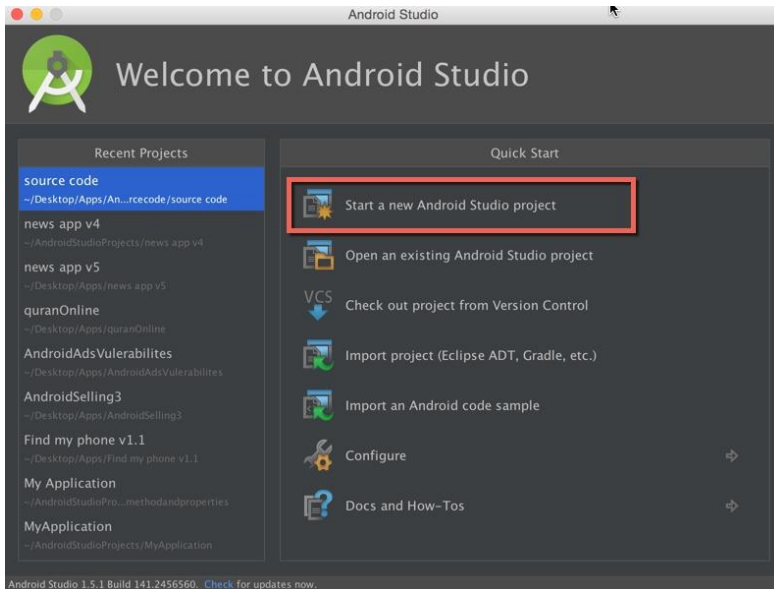 Android Studio
Welcome to Android Studio
Recent Projects
source code
~/Desktop/Apps/An...rcecode/source code
news app v4
~/AndroidStudioProjects/news app v4
news app v5
~/Desktop/Apps/news app v5
quranOnline
~/Desktop/Apps/quranOnline
AndroidAdsVulerabilites
~/Desktop/Apps/AndroidAdsVulerabilites
AndroidSelling3
~/Desktop/Apps/AndroidSelling3
Find my phone v1.1
~/Desktop/Apps/Find my phone v1.1
My Application
~/AndroidStudioPro...methodandproperties
MyApplication
~/AndroidStudioProjects/MyApplication
Quick Start
Start a new Android Studio project
Open an existing Android Studio project
VCS
Check out project from Version Control
Import project (Eclipse ADT, Gradle, etc.)
Import an Android code sample
Configure
Docs and How-Tos
Android Studio 1.5.1 Build 141.2456560. Check for updates now.